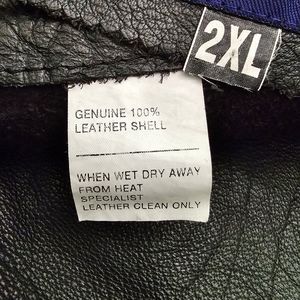 2XL
GENUINE 100%
LEATHER SHELL
WHEN WET DRY AWAY
FROM HEAT
SPECIALIST
LEATHER CLEAN ONLY